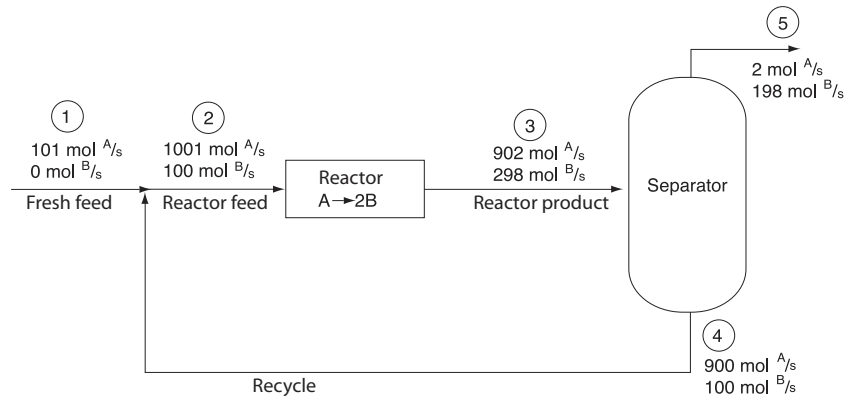 5
2 mol A/s
198 mol B/s
1
101 mol A/s
0 mol B/s
Fresh feed
2
1001 mol A/s
100 mol B/s
Reactor feed
Reactor
A→2B
3
902 mol A/s
298 mol B/s
Reactor product
Separator
4
900 mol A/s
100 mol B/s
Recycle